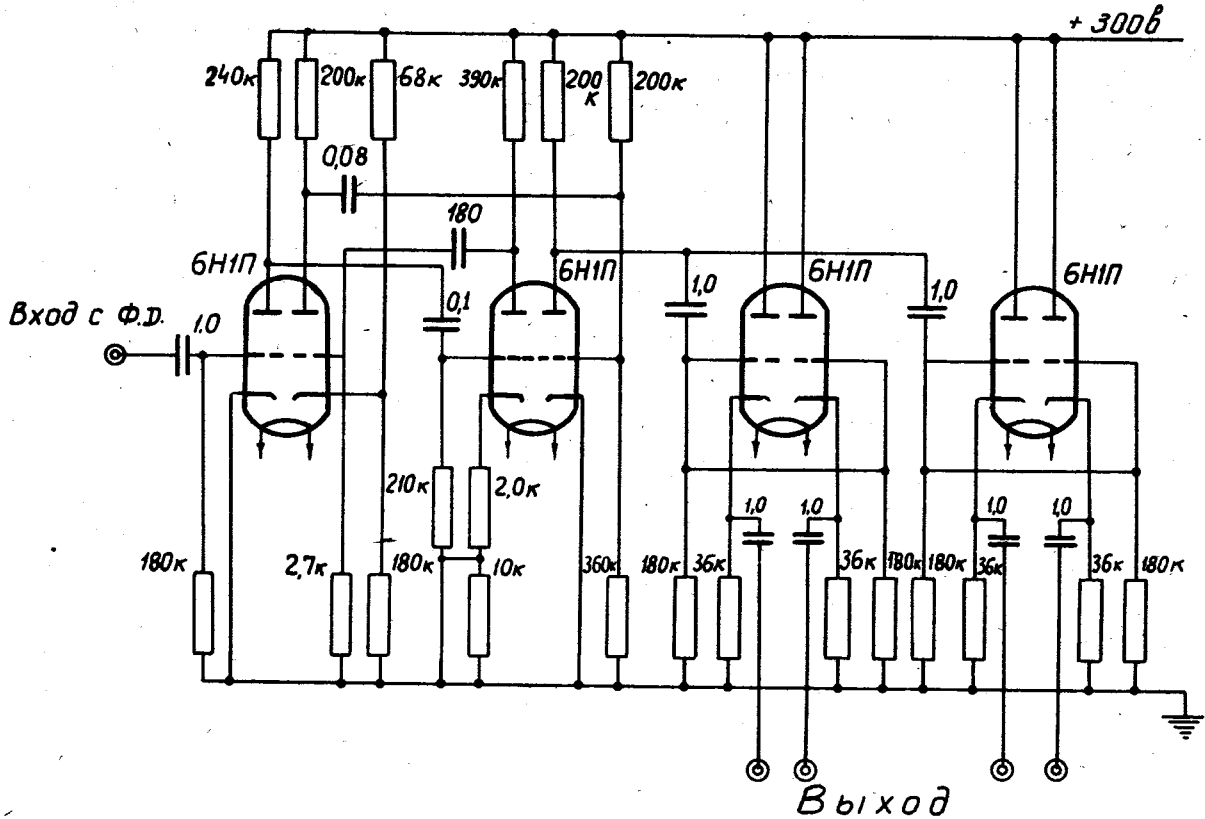 + 300в
240к 200к 68к 390к 200 к 200к
0,08
180
6Н1П 6Н1П 6Н1П 6Н1П
Вход с Ф.Д. 1.0 0,1 1,0 1,0
210к 2,0к
1,0 1,0 1,0 1,0
180к 2,7к 180к 10к 360к 180к 36к 36к 180к 180к 36к 36к 180к
Выход